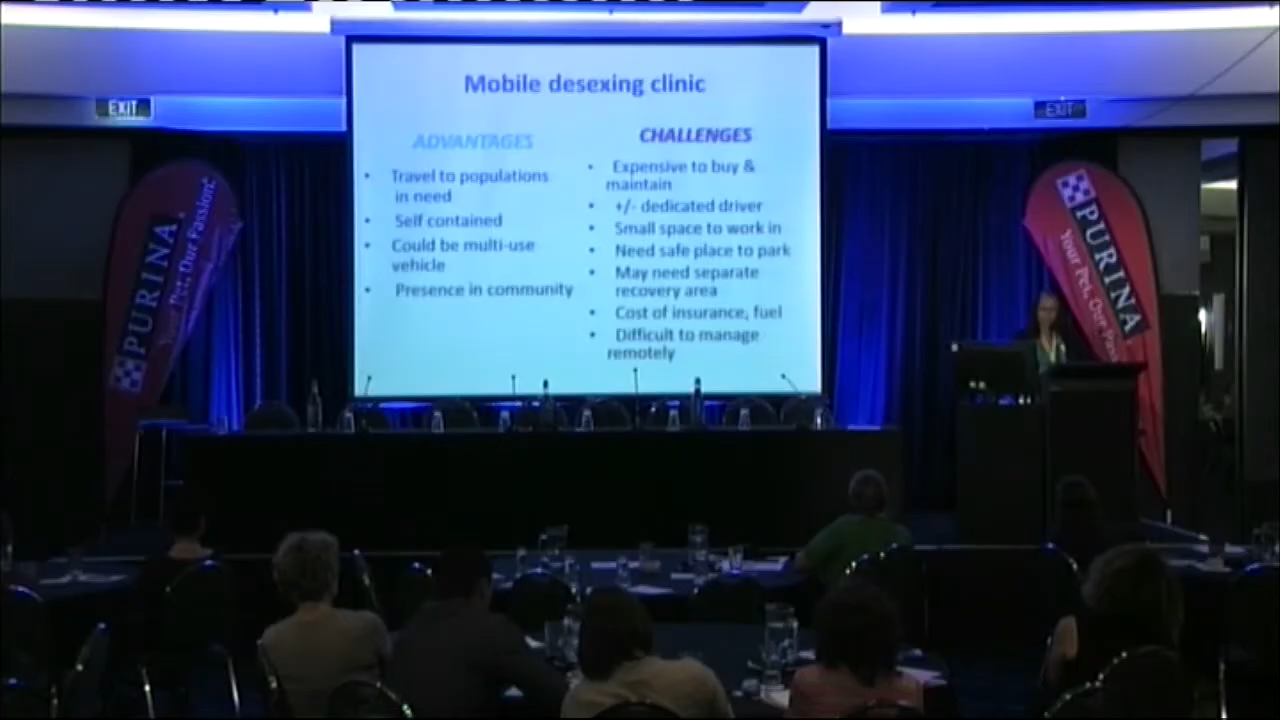 Mobile desexing clinic
EXIT
EXIT
ADVANTAGES
• Travel to populations
in need
• Self contained
• Could be multi-use
vehicle
• Presence in community
CHALLENGES
• Expensive to buy &
maintain
• +/- dedicated driver
• Small space to work in
• Need safe place to park
• May need separate
recovery area
• Cost of insurance, fuel
• Difficult to manage
remotely
PURINA
Your Pet, Our Passion.
PURINA
Your Pet, Our Pas